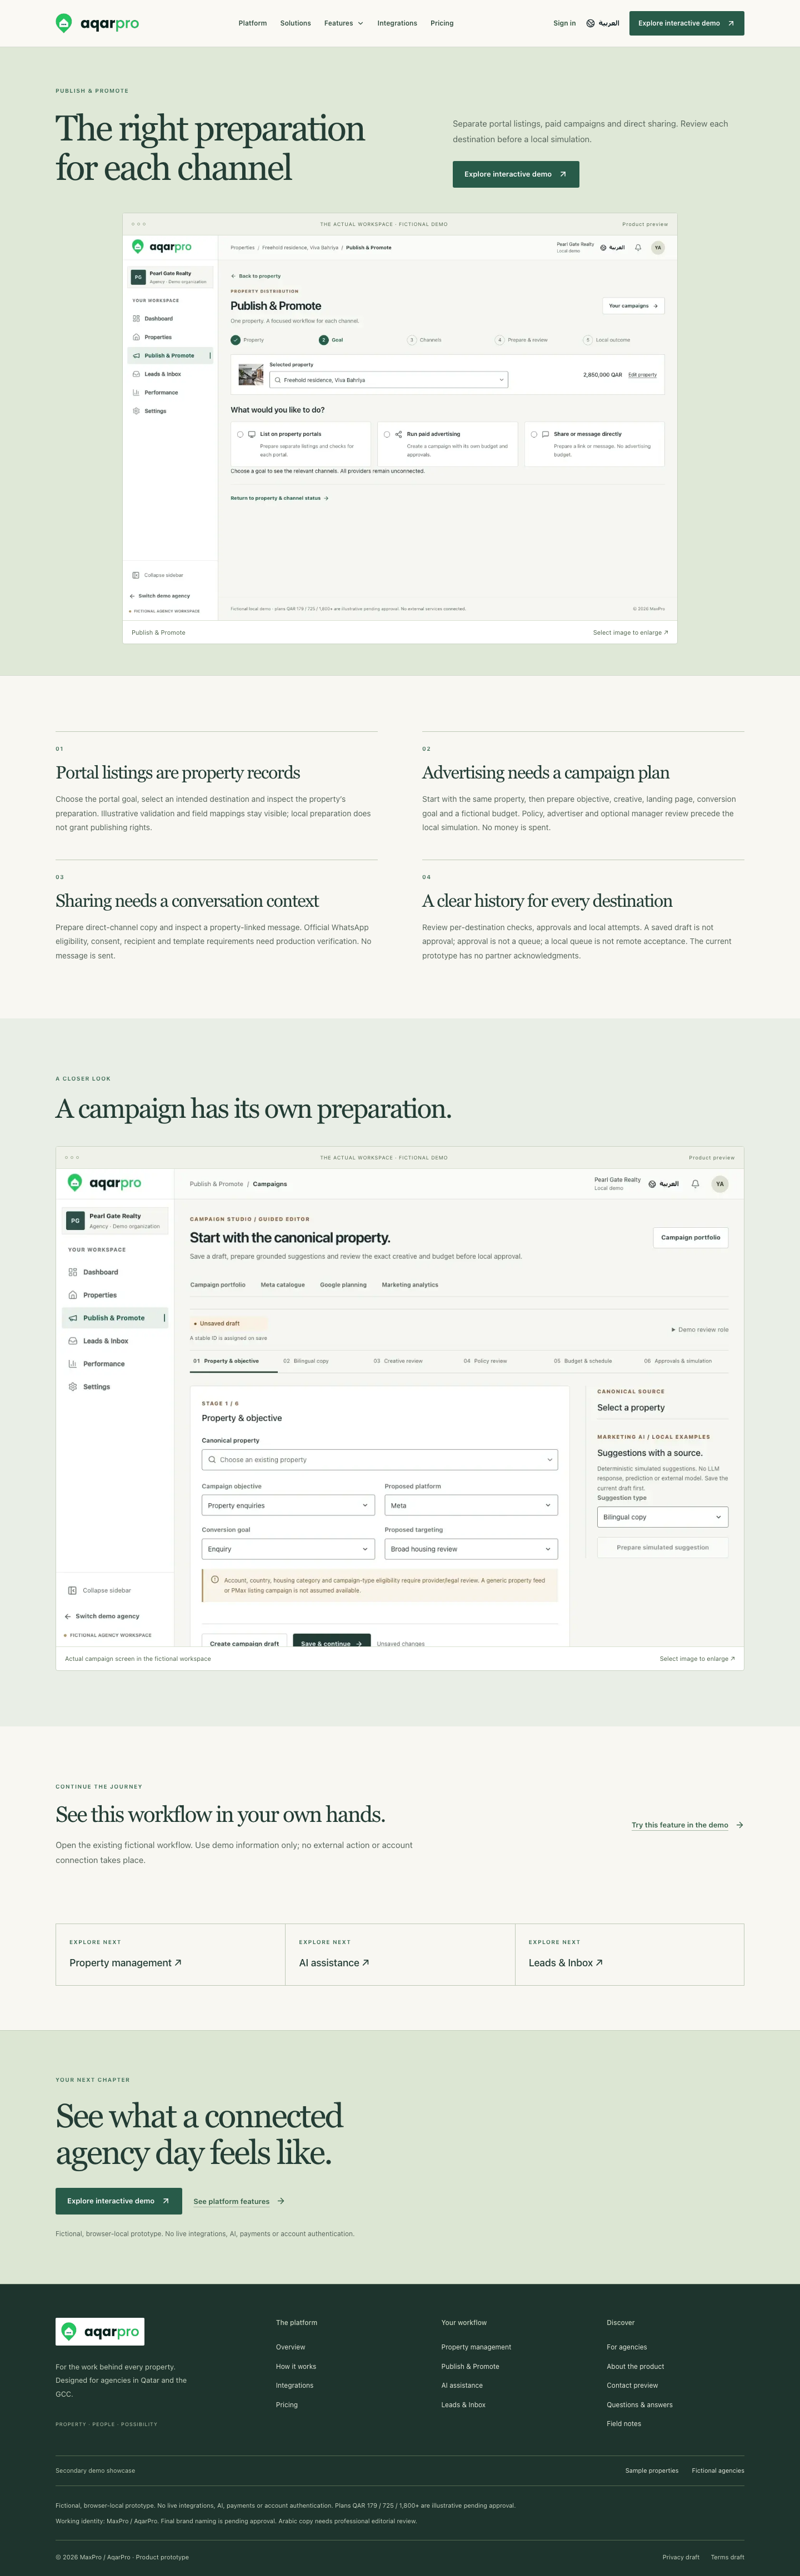 aqarpro
Platform Solutions Features Integrations Pricing
Sign in العربية Explore interactive demo
PUBLISH & PROMOTE
The right preparation
for each channel
Separate portal listings, paid campaigns and direct sharing. Review each
destination before a local simulation.
Explore interactive demo
THE ACTUAL WORKSPACE · FICTIONAL DEMO
Product preview
aqarpro
Properties / Freehold residence, Viva Bahriya / Publish & Promote
Pearl Gate Realty
Local demo
العربية
YA
PG
Pearl Gate Realty
Agency · Demo organization
YOUR WORKSPACE
Dashboard
Properties
Publish & Promote
Leads & Inbox
Performance
Settings
Collapse sidebar
Switch demo agency
FICTIONAL AGENCY WORKSPACE
Back to property
PROPERTY DISTRIBUTION
Publish & Promote
One property. A focused workflow for each channel.
Your campaigns
Property
2 Goal
3 Channels
4 Prepare & review
5 Local outcome
Selected property
Freehold residence, Viva Bahriya
2,850,000 QAR Edit property
What would you like to do?
List on property portals
Prepare separate listings and checks for
each portal.
Run paid advertising
Create a campaign with its own budget and
approvals.
Share or message directly
Prepare a link or message. No advertising
budget.
Choose a goal to see the relevant channels. All providers remain unconnected.
Return to property & channel status
Fictional local demo · plans QAR 179 / 725 / 1,800+ are illustrative pending approval. No external services connected.
© 2026 MaxPro
Publish & Promote
Select image to enlarge ↗
01
Portal listings are property records
Choose the portal goal, select an intended destination and inspect the property's
preparation. Illustrative validation and field mappings stay visible; local preparation does
not grant publishing rights.
02
Advertising needs a campaign plan
Start with the same property, then prepare objective, creative, landing page, conversion
goal and a fictional budget. Policy, advertiser and optional manager review precede the
local simulation. No money is spent.
03
Sharing needs a conversation context
Prepare direct-channel copy and inspect a property-linked message. Official WhatsApp
eligibility, consent, recipient and template requirements need production verification. No
message is sent.
04
A clear history for every destination
Review per-destination checks, approvals and local attempts. A saved draft is not
approval; approval is not a queue; a local queue is not remote acceptance. The current
prototype has no partner acknowledgments.
A CLOSER LOOK
A campaign has its own preparation.
THE ACTUAL WORKSPACE · FICTIONAL DEMO
Product preview
aqarpro
Publish & Promote / Campaigns
Pearl Gate Realty
Local demo
العربية
YA
PG
Pearl Gate Realty
Agency · Demo organization
YOUR WORKSPACE
Dashboard
Properties
Publish & Promote
Leads & Inbox
Performance
Settings
Collapse sidebar
Switch demo agency
FICTIONAL AGENCY WORKSPACE
CAMPAIGN STUDIO / GUIDED EDITOR
Start with the canonical property.
Save a draft, prepare grounded suggestions and review the exact creative and budget before local approval.
Campaign portfolio
Campaign portfolio Meta catalogue Google planning Marketing analytics
Unsaved draft
A stable ID is assigned on save
Demo review role
01 Property & objective
02 Bilingual copy
03 Creative review
04 Policy review
05 Budget & schedule
06 Approvals & simulation
STAGE 1 / 6
Property & objective
Canonical property
Choose an existing property
Campaign objective
Property enquiries
Proposed platform
Meta
Conversion goal
Enquiry
Proposed targeting
Broad housing review
Account, country, housing category and campaign-type eligibility require provider/legal review. A generic property feed
or PMax listing campaign is not assumed available.
Create campaign draft
Save & continue
Unsaved changes
CANONICAL SOURCE
Select a property
MARKETING AI / LOCAL EXAMPLES
Suggestions with a source.
Deterministic simulated suggestions. No LLM
response, prediction or external model. Save the
current draft first.
Suggestion type
Bilingual copy
Prepare simulated suggestion
Actual campaign screen in the fictional workspace
Select image to enlarge ↗
CONTINUE THE JOURNEY
See this workflow in your own hands.
Open the existing fictional workflow. Use demo information only; no external action or account
connection takes place.
Try this feature in the demo
EXPLORE NEXT
Property management ↗
EXPLORE NEXT
AI assistance ↗
EXPLORE NEXT
Leads & Inbox ↗
YOUR NEXT CHAPTER
See what a connected
agency day feels like.
Explore interactive demo
See platform features
Fictional, browser-local prototype. No live integrations, AI, payments or account authentication.
aqarpro
For the work behind every property.
Designed for agencies in Qatar and the
GCC.
PROPERTY · PEOPLE · POSSIBILITY
The platform
Overview
How it works
Integrations
Pricing
Your workflow
Property management
Publish & Promote
AI assistance
Leads & Inbox
Discover
For agencies
About the product
Contact preview
Questions & answers
Field notes
Secondary demo showcase
Sample properties Fictional agencies
Fictional, browser-local prototype. No live integrations, AI, payments or account authentication. Plans QAR 179 / 725 / 1,800+ are illustrative pending approval.
Working identity: MaxPro / AqarPro. Final brand naming is pending approval. Arabic copy needs professional editorial review.
© 2026 MaxPro / AqarPro · Product prototype
Privacy draft Terms draft